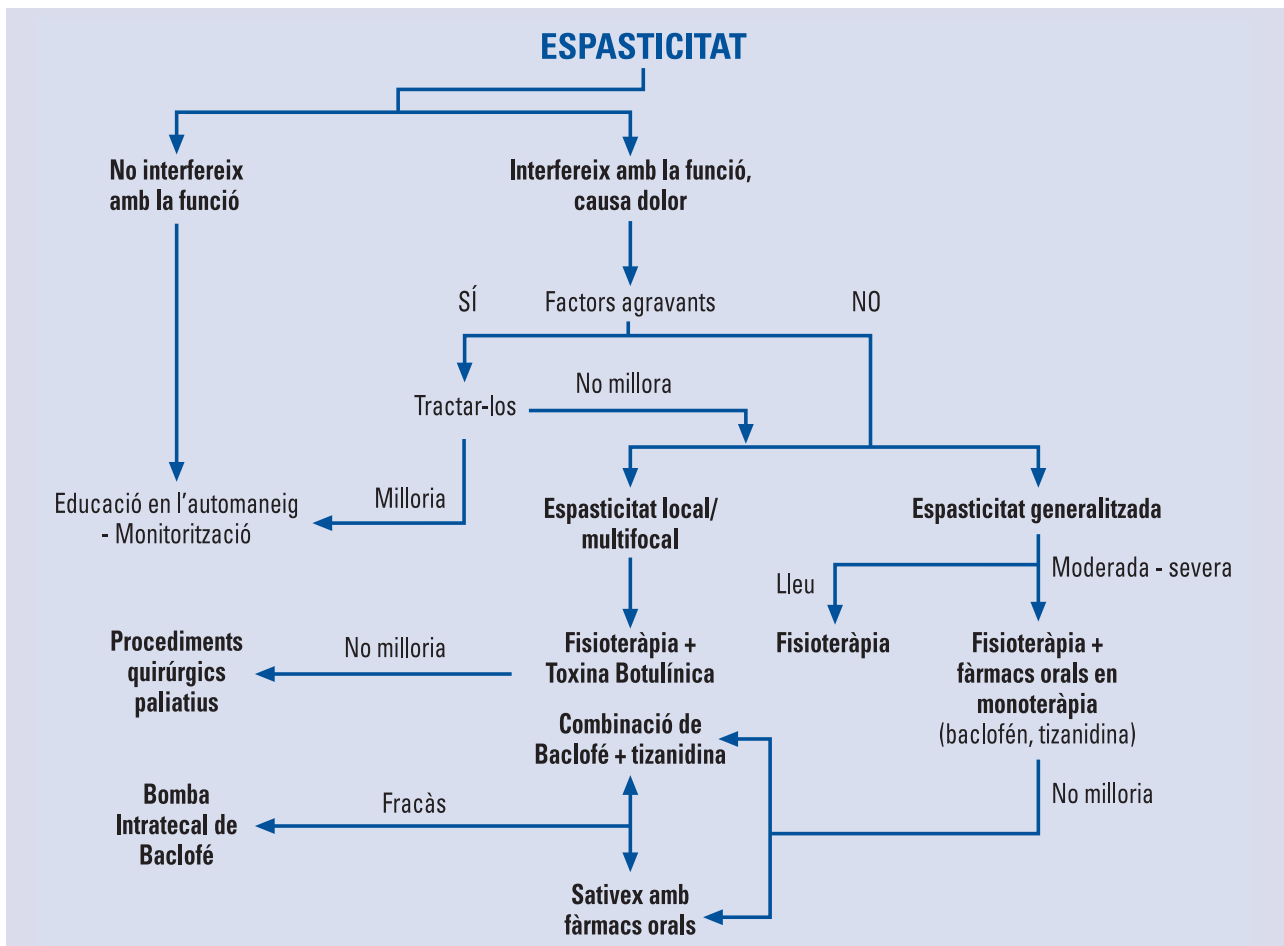 ESPASTICITAT
No interfereix
amb la funció
Interfereix amb la funció,
causa dolor
SÍ
Factors agravants
NO
Tractar-los
No millora
Milloria
Educació en l'automaneig
- Monitorització
Espasticitat local/
multifocal
Espasticitat generalitzada
Lleu
Moderada - severa
Procediments
quirúrgics
paliatius
No milloria
Fisioteràpia +
Toxina Botulínica
Fisioteràpia
Fisioteràpia +
fàrmacs orals en
monoteràpia
(baclofén, tizanidina)
Combinació de
Baclofé + tizanidina
No milloria
Bomba
Intratecal de
Baclofé
Fracàs
Sativex amb
fàrmacs orals